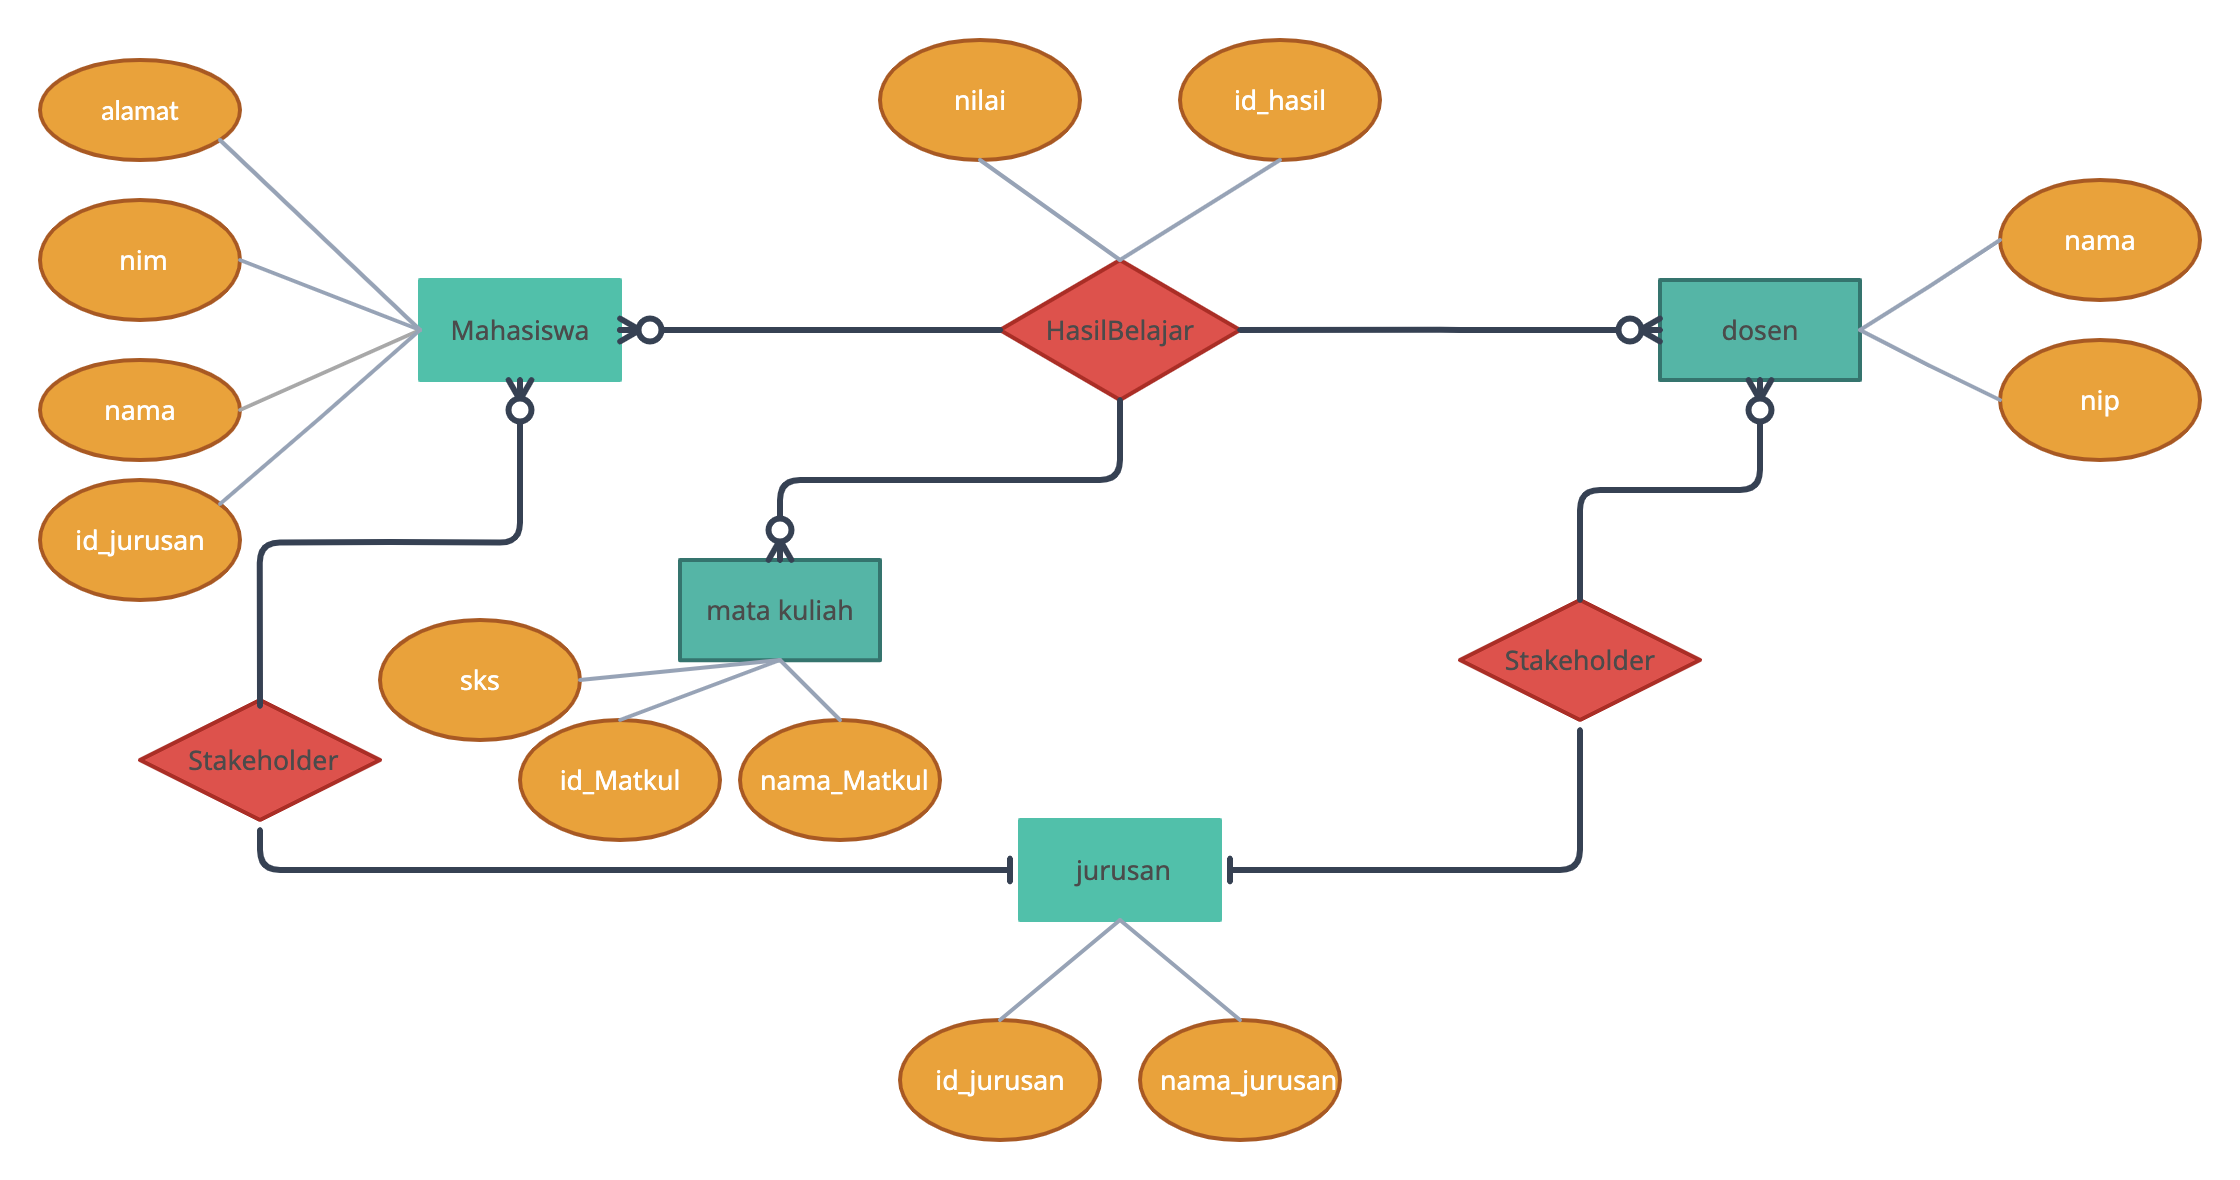 nilai
id_hasil
alamat
nama
nim
Mahasiswa
HasilBelajar
dosen
nama
nip
id_jurusan
mata kuliah
sks
Stakeholder
Stakeholder
id_Matkul
nama_Matkul
jurusan
id_jurusan
nama_jurusan